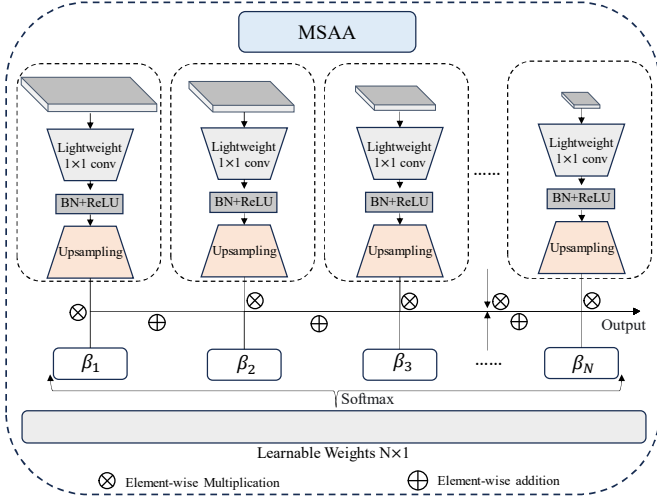 MSAA
Lightweight
1×1 conv
BN+ReLU
Upsampling
Lightweight
1×1 conv
BN+ReLU
Upsampling
Lightweight
1×1 conv
BN+ReLU
Upsampling
......
Lightweight
1×1 conv
BN+ReLU
Upsampling
Output
β1
β2
β3
......
βN
Softmax
Learnable Weights N×1
Element-wise Multiplication
Element-wise addition